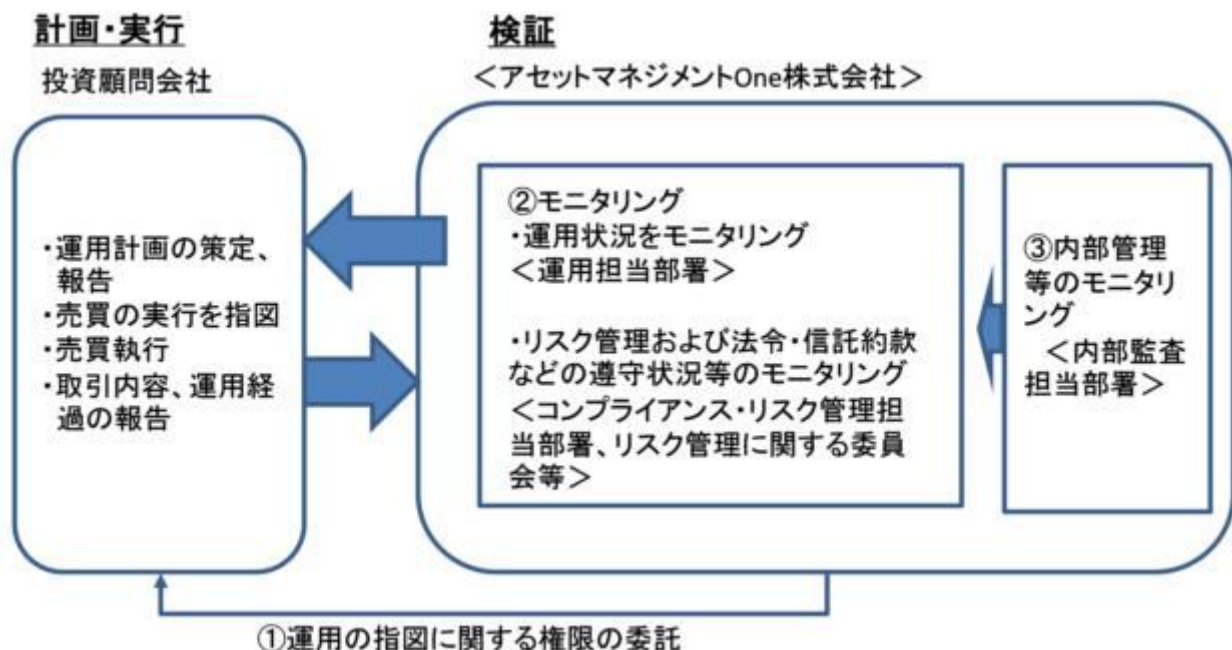 計画・実行
投資顧問会社
・運用計画の策定、
報告
・売買の実行を指図
・売買執行
・取引内容、運用経
過の報告
検証
＜アセットマネジメントOne株式会社＞
②モニタリング
・運用状況をモニタリング
＜運用担当部署＞
・リスク管理および法令・信託約款
などの遵守状況等のモニタリング
＜コンプライアンス・リスク管理担
当部署、リスク管理に関する委員
会等＞
③内部管理
等のモニタリ
ング
＜内部監査
担当部署＞
①運用の指図に関する権限の委託